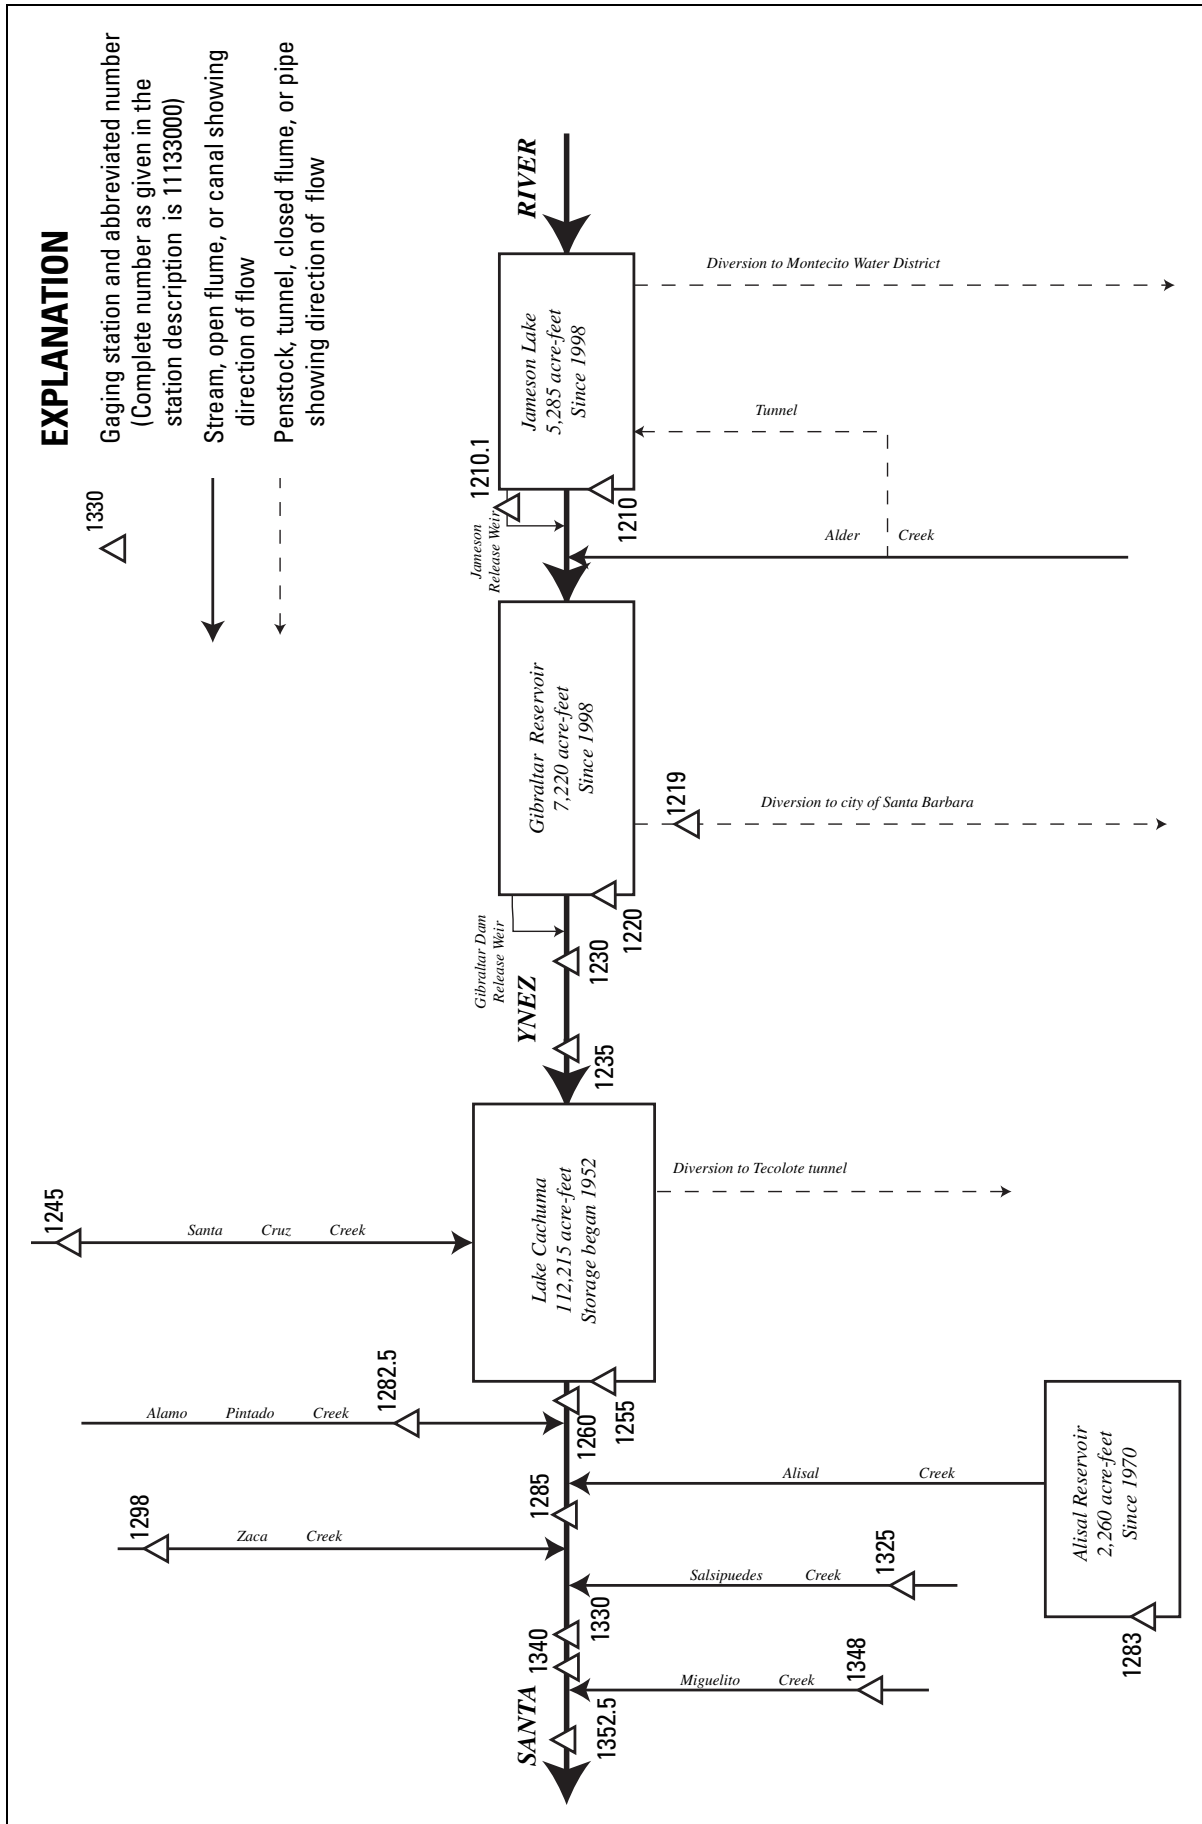 EXPLANATION
1330
Gaging station and abbreviated number
(Complete number as given in the
station description is 11133000)
Stream, open flume, or canal showing
direction of flow
Penstock, tunnel, closed flume, or pipe
showing direction of flow
RIVER
Jameson Lake
5,285 acre-feet
Since 1998
Diversion to Montecito Water District
Tunnel
1210.1
1210
Jameson
Release Weir
Alder Creek
Gibraltar Reservoir
7,220 acre-feet
Since 1998
1219
Diversion to city of Santa Barbara
1220
Gibraltar Dam
Release Weir
1230
YNEZ
1235
Lake Cachuma
112,215 acre-feet
Storage began 1952
Diversion to Tecolote tunnel
1245
Santa Cruz Creek
1255
1260
1282.5
Alamo Pintado Creek
Alisal Creek
Alisal Reservoir
2,260 acre-feet
Since 1970
1283
1285
1298
Zaca Creek
1325
Salsipuedes Creek
1330
1340
1348
Miguelito Creek
SANTA
1352.5